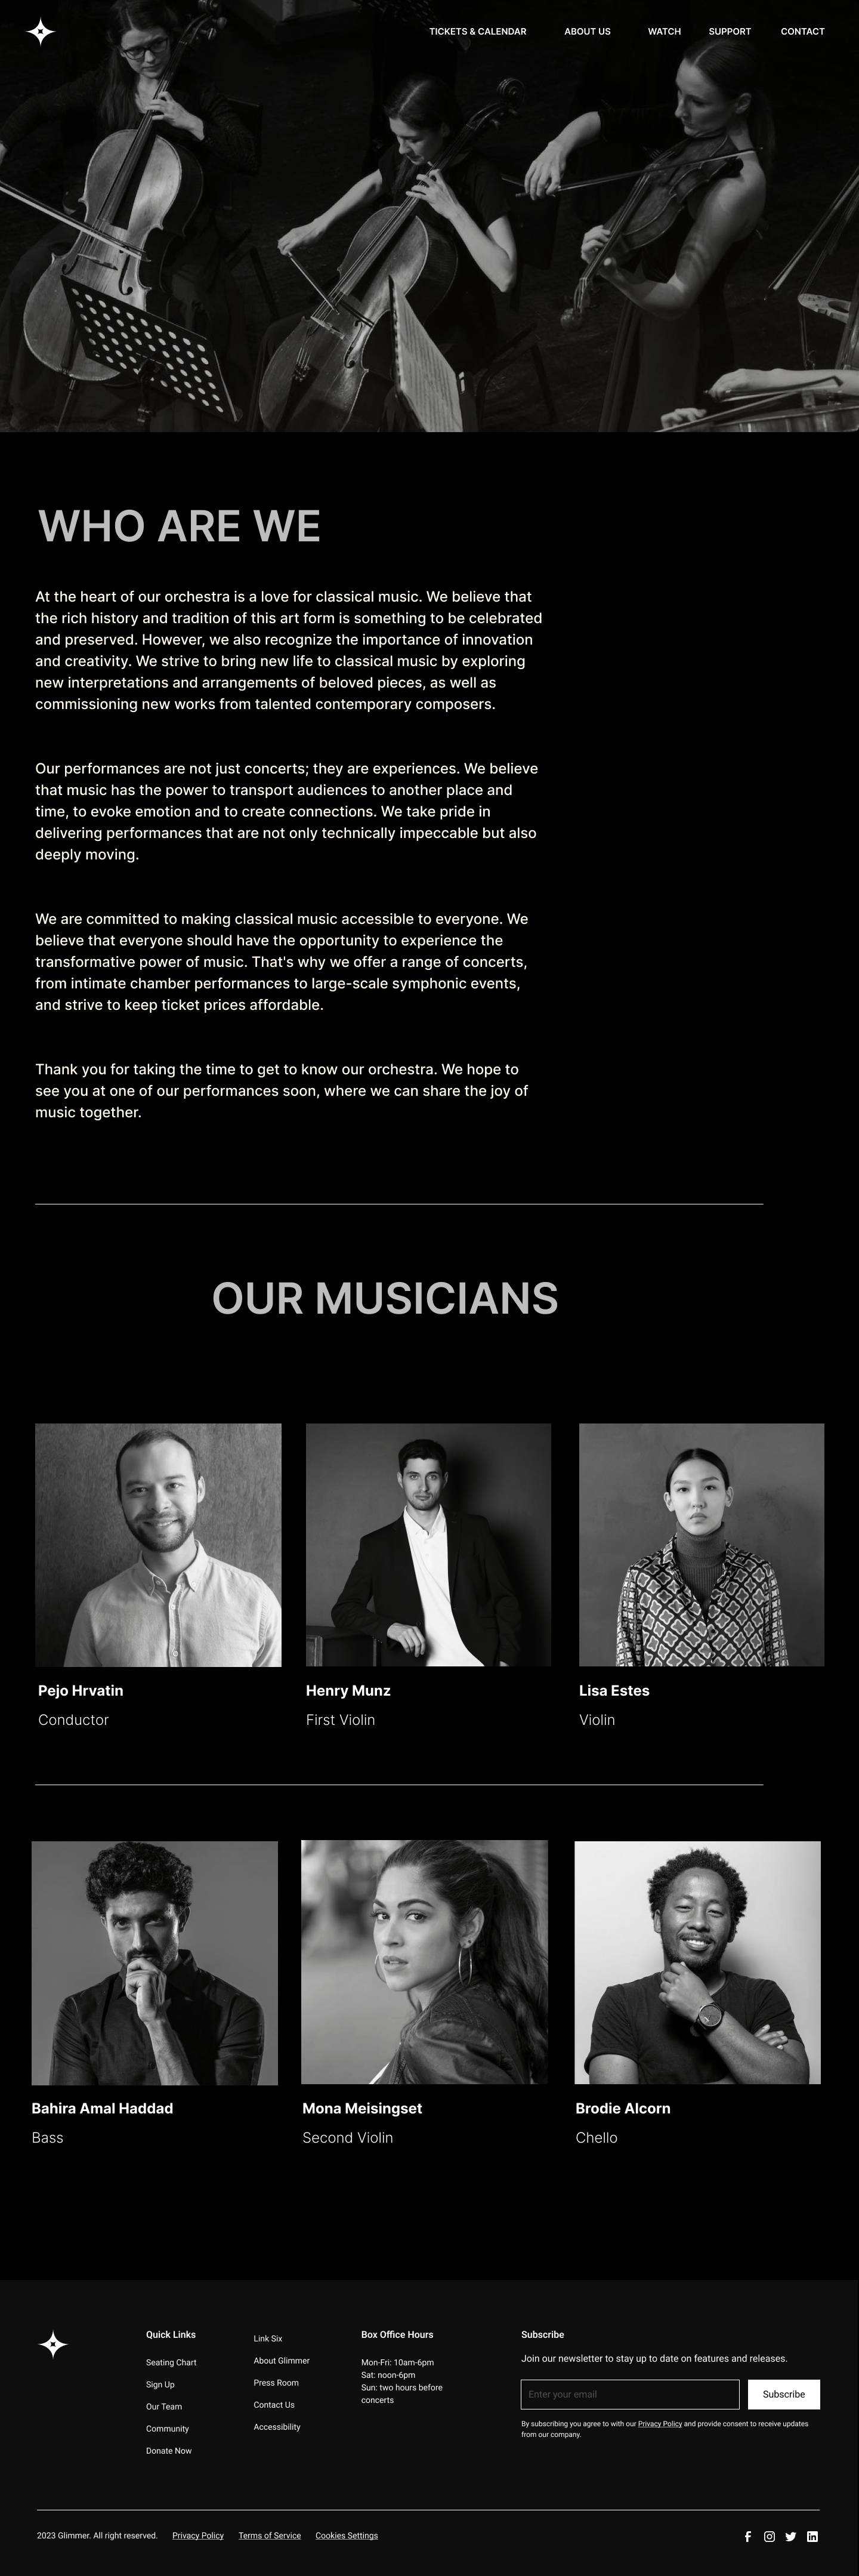 TICKETS & CALENDAR ABOUT US WATCH SUPPORT CONTACT
WHO ARE WE
At the heart of our orchestra is a love for classical music. We believe that
the rich history and tradition of this art form is something to be celebrated
and preserved. However, we also recognize the importance of innovation
and creativity. We strive to bring new life to classical music by exploring
new interpretations and arrangements of beloved pieces, as well as
commissioning new works from talented contemporary composers.
Our performances are not just concerts; they are experiences. We believe
that music has the power to transport audiences to another place and
time, to evoke emotion and to create connections. We take pride in
delivering performances that are not only technically impeccable but also
deeply moving.
We are committed to making classical music accessible to everyone. We
believe that everyone should have the opportunity to experience the
transformative power of music. That's why we offer a range of concerts,
from intimate chamber performances to large-scale symphonic events,
and strive to keep ticket prices affordable.
Thank you for taking the time to get to know our orchestra. We hope to
see you at one of our performances soon, where we can share the joy of
music together.
OUR MUSICIANS
Pejo Hrvatin
Conductor
Henry Munz
First Violin
Lisa Estes
Violin
Bahira Amal Haddad
Bass
Mona Meisingset
Second Violin
Brodie Alcorn
Chello
Quick Links
Seating Chart
Sign Up
Our Team
Community
Donate Now
Link Six
About Glimmer
Press Room
Contact Us
Accessibility
Box Office Hours
Mon-Fri: 10am-6pm
Sat: noon-6pm
Sun: two hours before
concerts
Subscribe
Join our newsletter to stay up to date on features and releases.
Enter your email
Subscribe
By subscribing you agree to with our Privacy Policy and provide consent to receive updates
from our company.
2023 Glimmer. All right reserved. Privacy Policy Terms of Service Cookies Settings